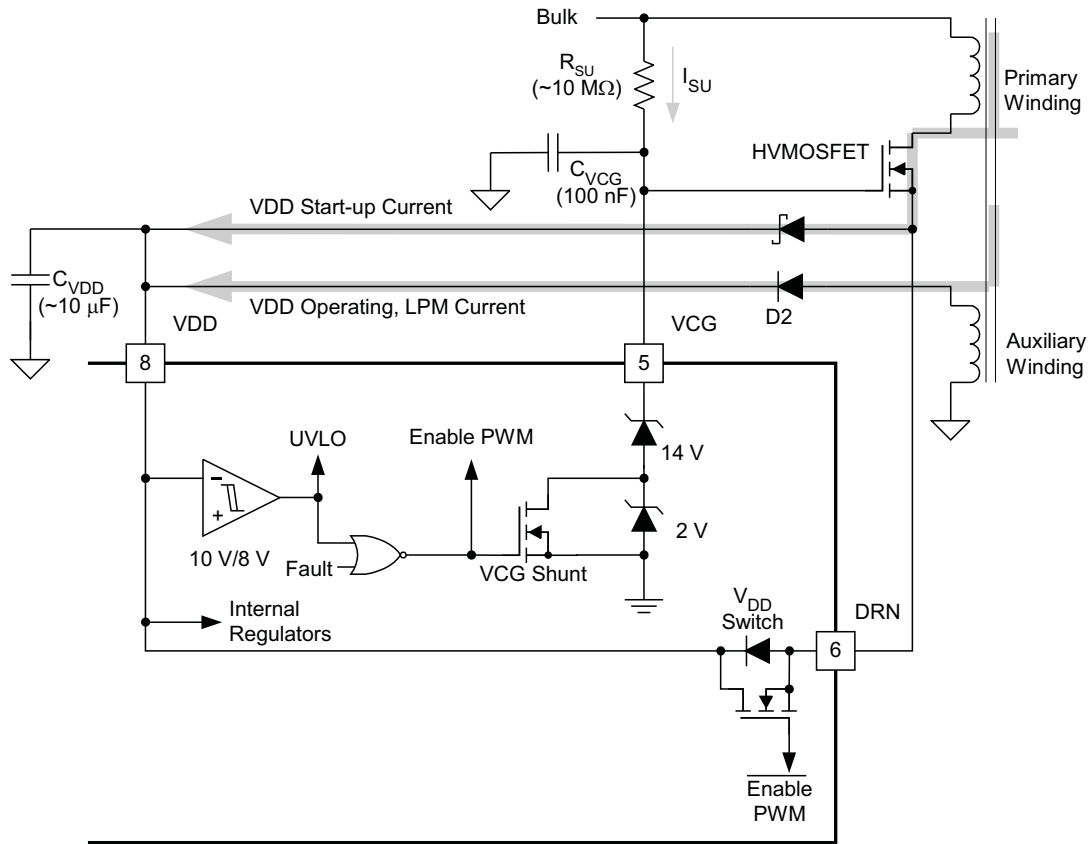 Bulk
R_SU
(~10 MΩ)
I_SU
Primary
Winding
HVMOSFET
C_VCG
(100 nF)
VDD Start-up Current
C_VDD
(~10 μF)
VDD Operating, LPM Current
D2
VDD
VCG
Auxiliary
Winding
8
5
UVLO
Enable PWM
14 V
-
+
2 V
10 V/8 V
Fault
VCG Shunt
Internal
Regulators
V_DD
Switch
DRN
6
Enable
PWM